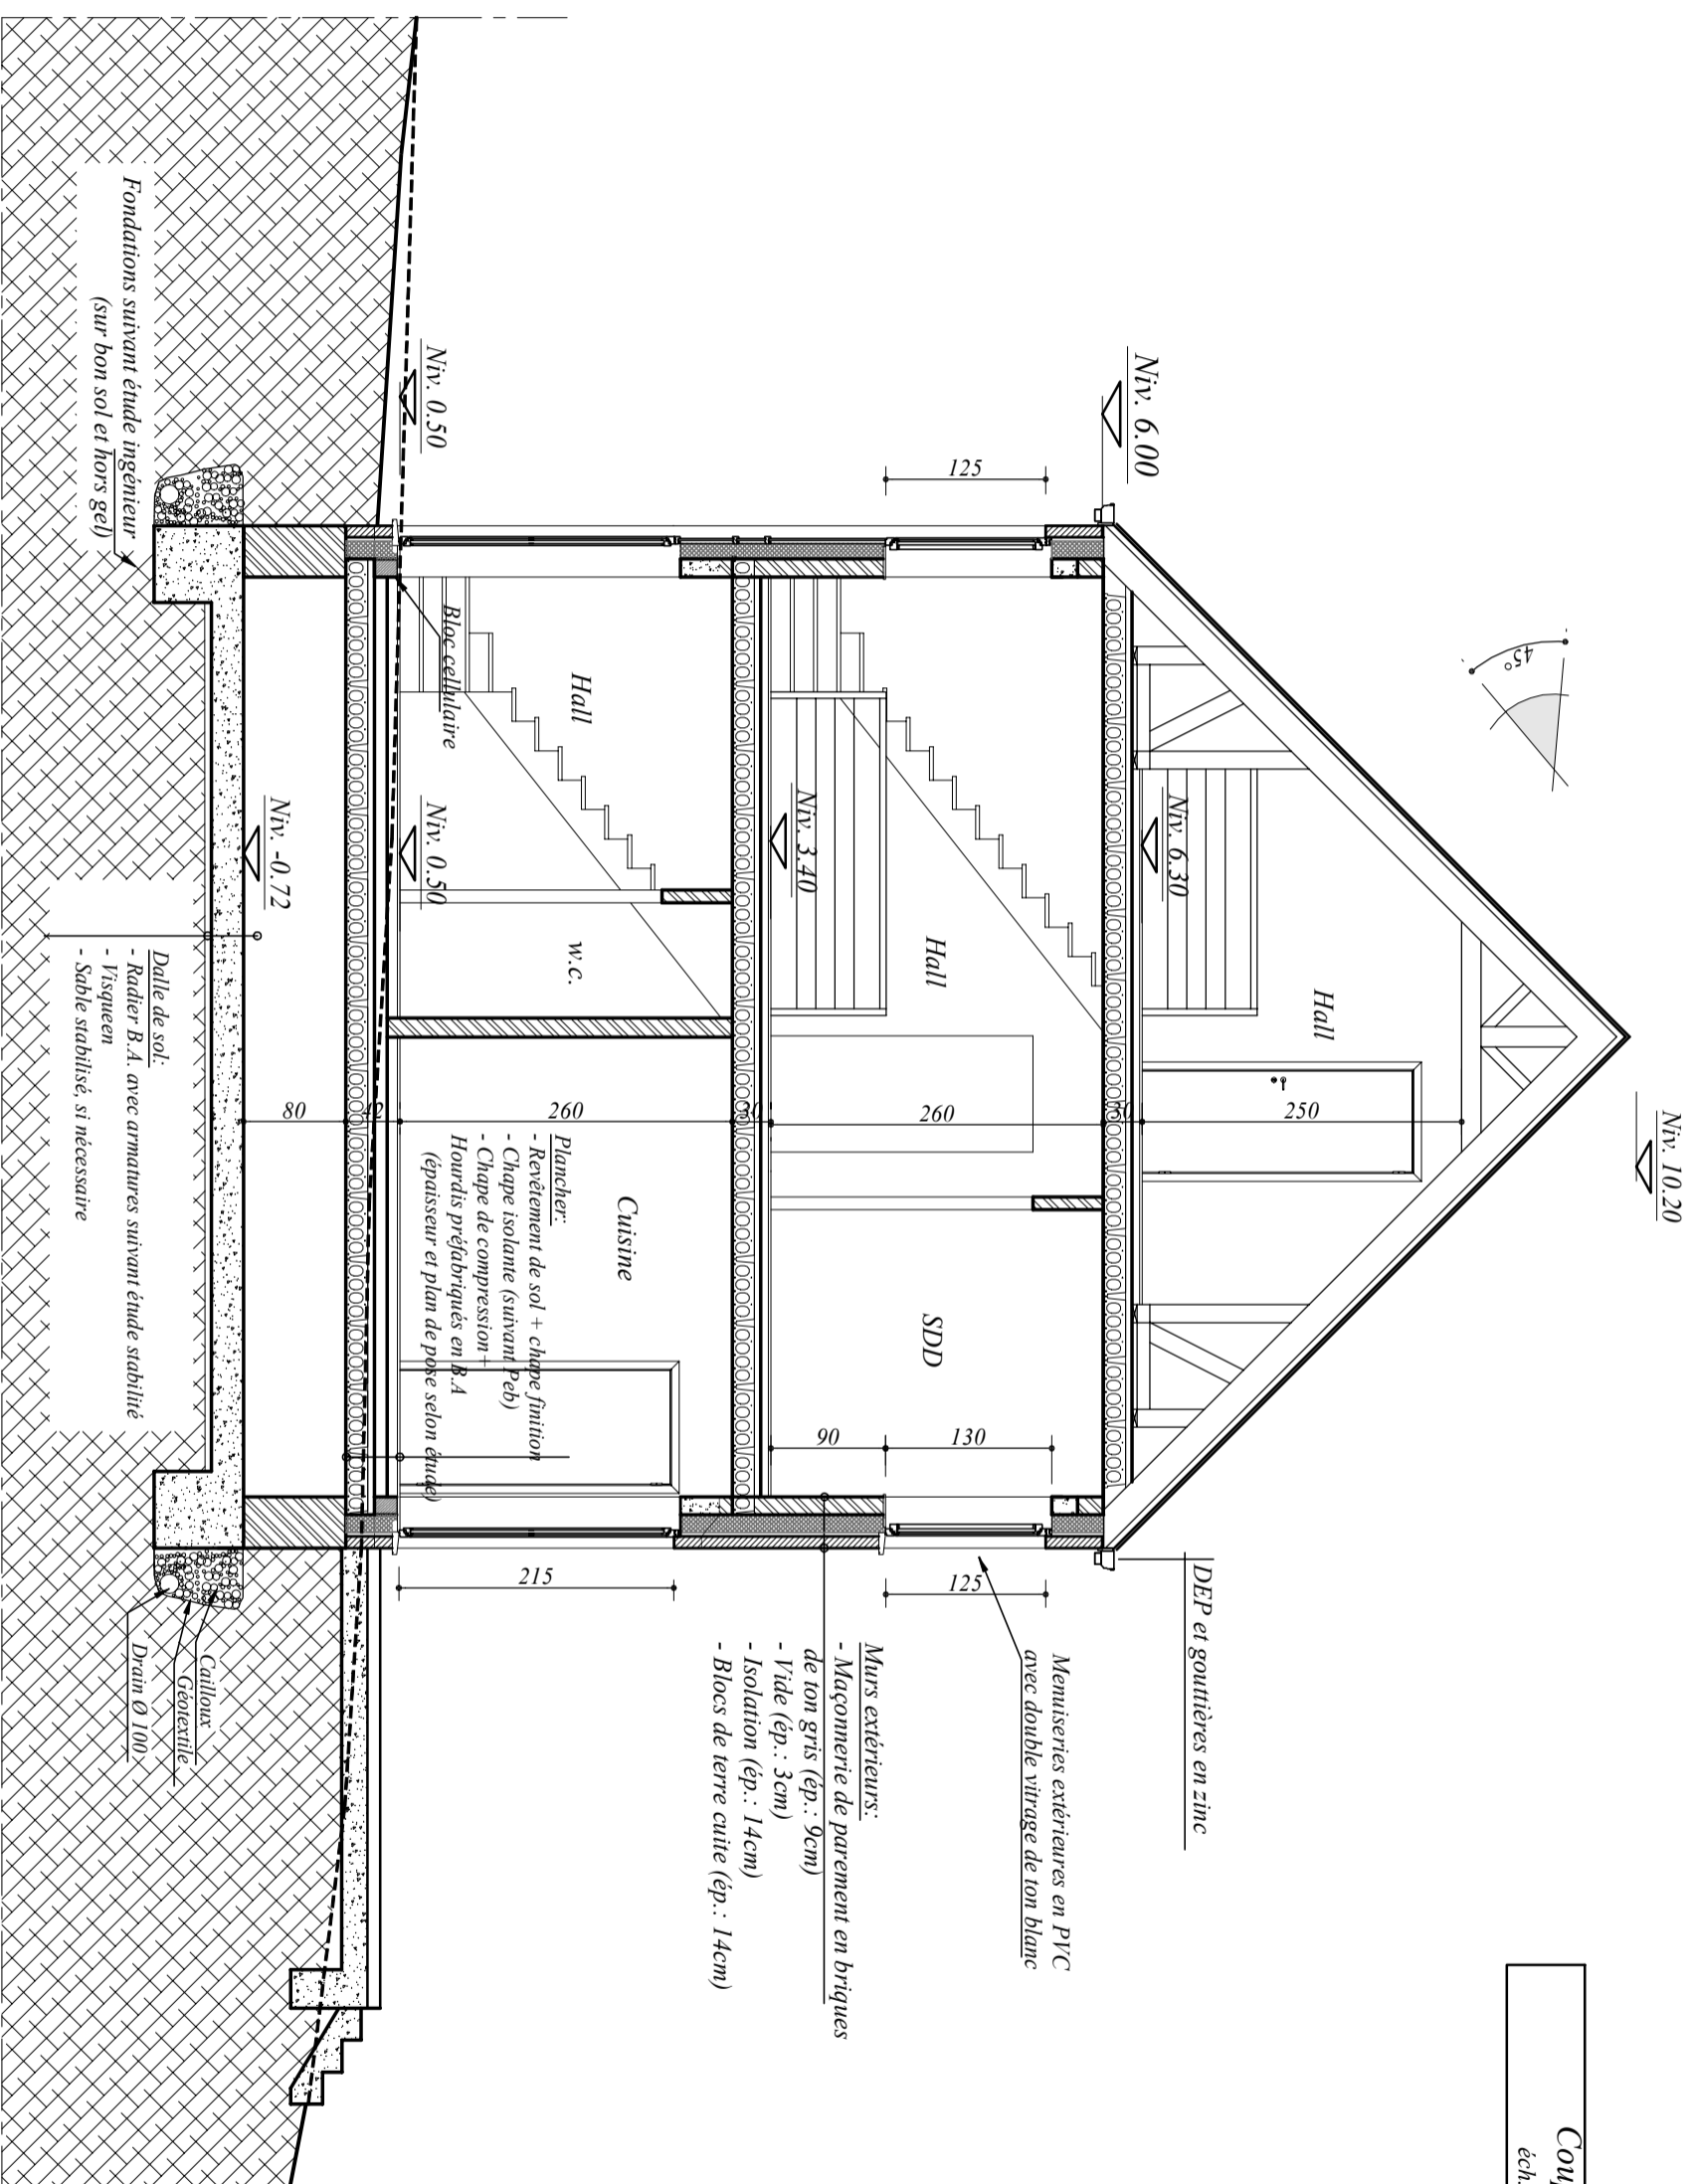 Niv. 10.20
45°
Hall
250
Niv. 6.30
30
Niv. 6.00
DEP et gouttières en zinc
125
Hall
260
SDD
130
90
125
Niv. 3.40
Menuiseries extérieures en PVC
avec double vitrage de ton blanc
Murs extérieurs:
- Maçonnerie de parement en briques
de ton gris (ép.: 9cm)
- Vide (ép.: 3cm)
- Isolation (ép.: 14cm)
- Blocs de terre cuite (ép.: 14cm)
30
Hall
w.c.
260
Cuisine
215
Plancher:
- Revêtement de sol + chape finition
- Chape isolante (suivant Peb)
- Chape de compression+
Hourdis préfabriqués en B.A
(épaisseur et plan de pose selon étude)
Bloc cellulaire
Niv. 0.50
Niv. 0.50
42
80
Niv. -0.72
Cailloux
Géotextile
Drain Ø 100
Dalle de sol:
- Radier B.A. avec armatures suivant étude stabilité
- Visqueen
- Sable stabilisé, si nécessaire
Fondations suivant étude ingénieur
(sur bon sol et hors gel)